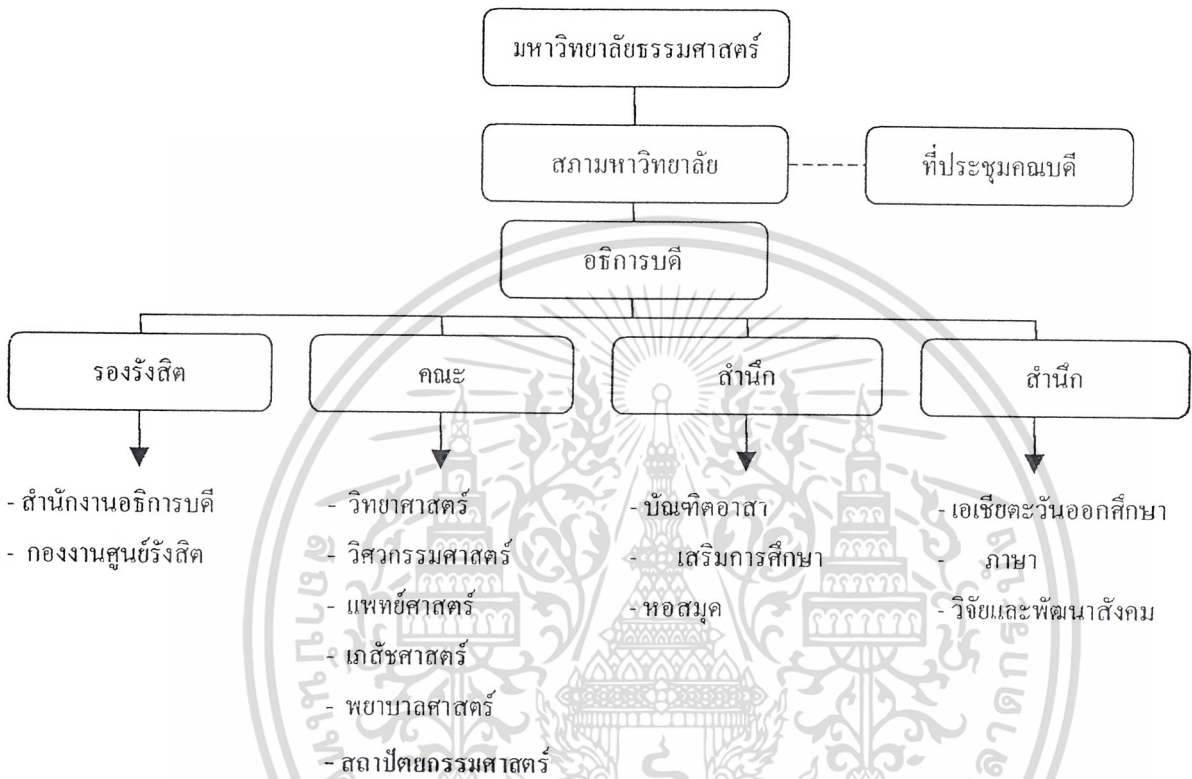 มหาวิทยาลัยธรรมศาสตร์
สภามหาวิทยาลัย
ที่ประชุมคณบดี
อธิการบดี
รองรังสิต
คณะ
สำนึก
สำนึก
- สำนักงานอธิการบดี
- กองงานศูนย์รังสิต
- วิทยาศาสตร์
- วิศวกรรมศาสตร์
- แพทย์ศาสตร์
- เภสัชศาสตร์
- พยาบาลศาสตร์
- สถาปัตยกรรมศาสตร์
- บัณฑิตอาสา
- เสริมการศึกษา
- หอสมุด
- เอเชียตะวันออกศึกษา
- ภาษา
- วิจัยและพัฒนาสังคม